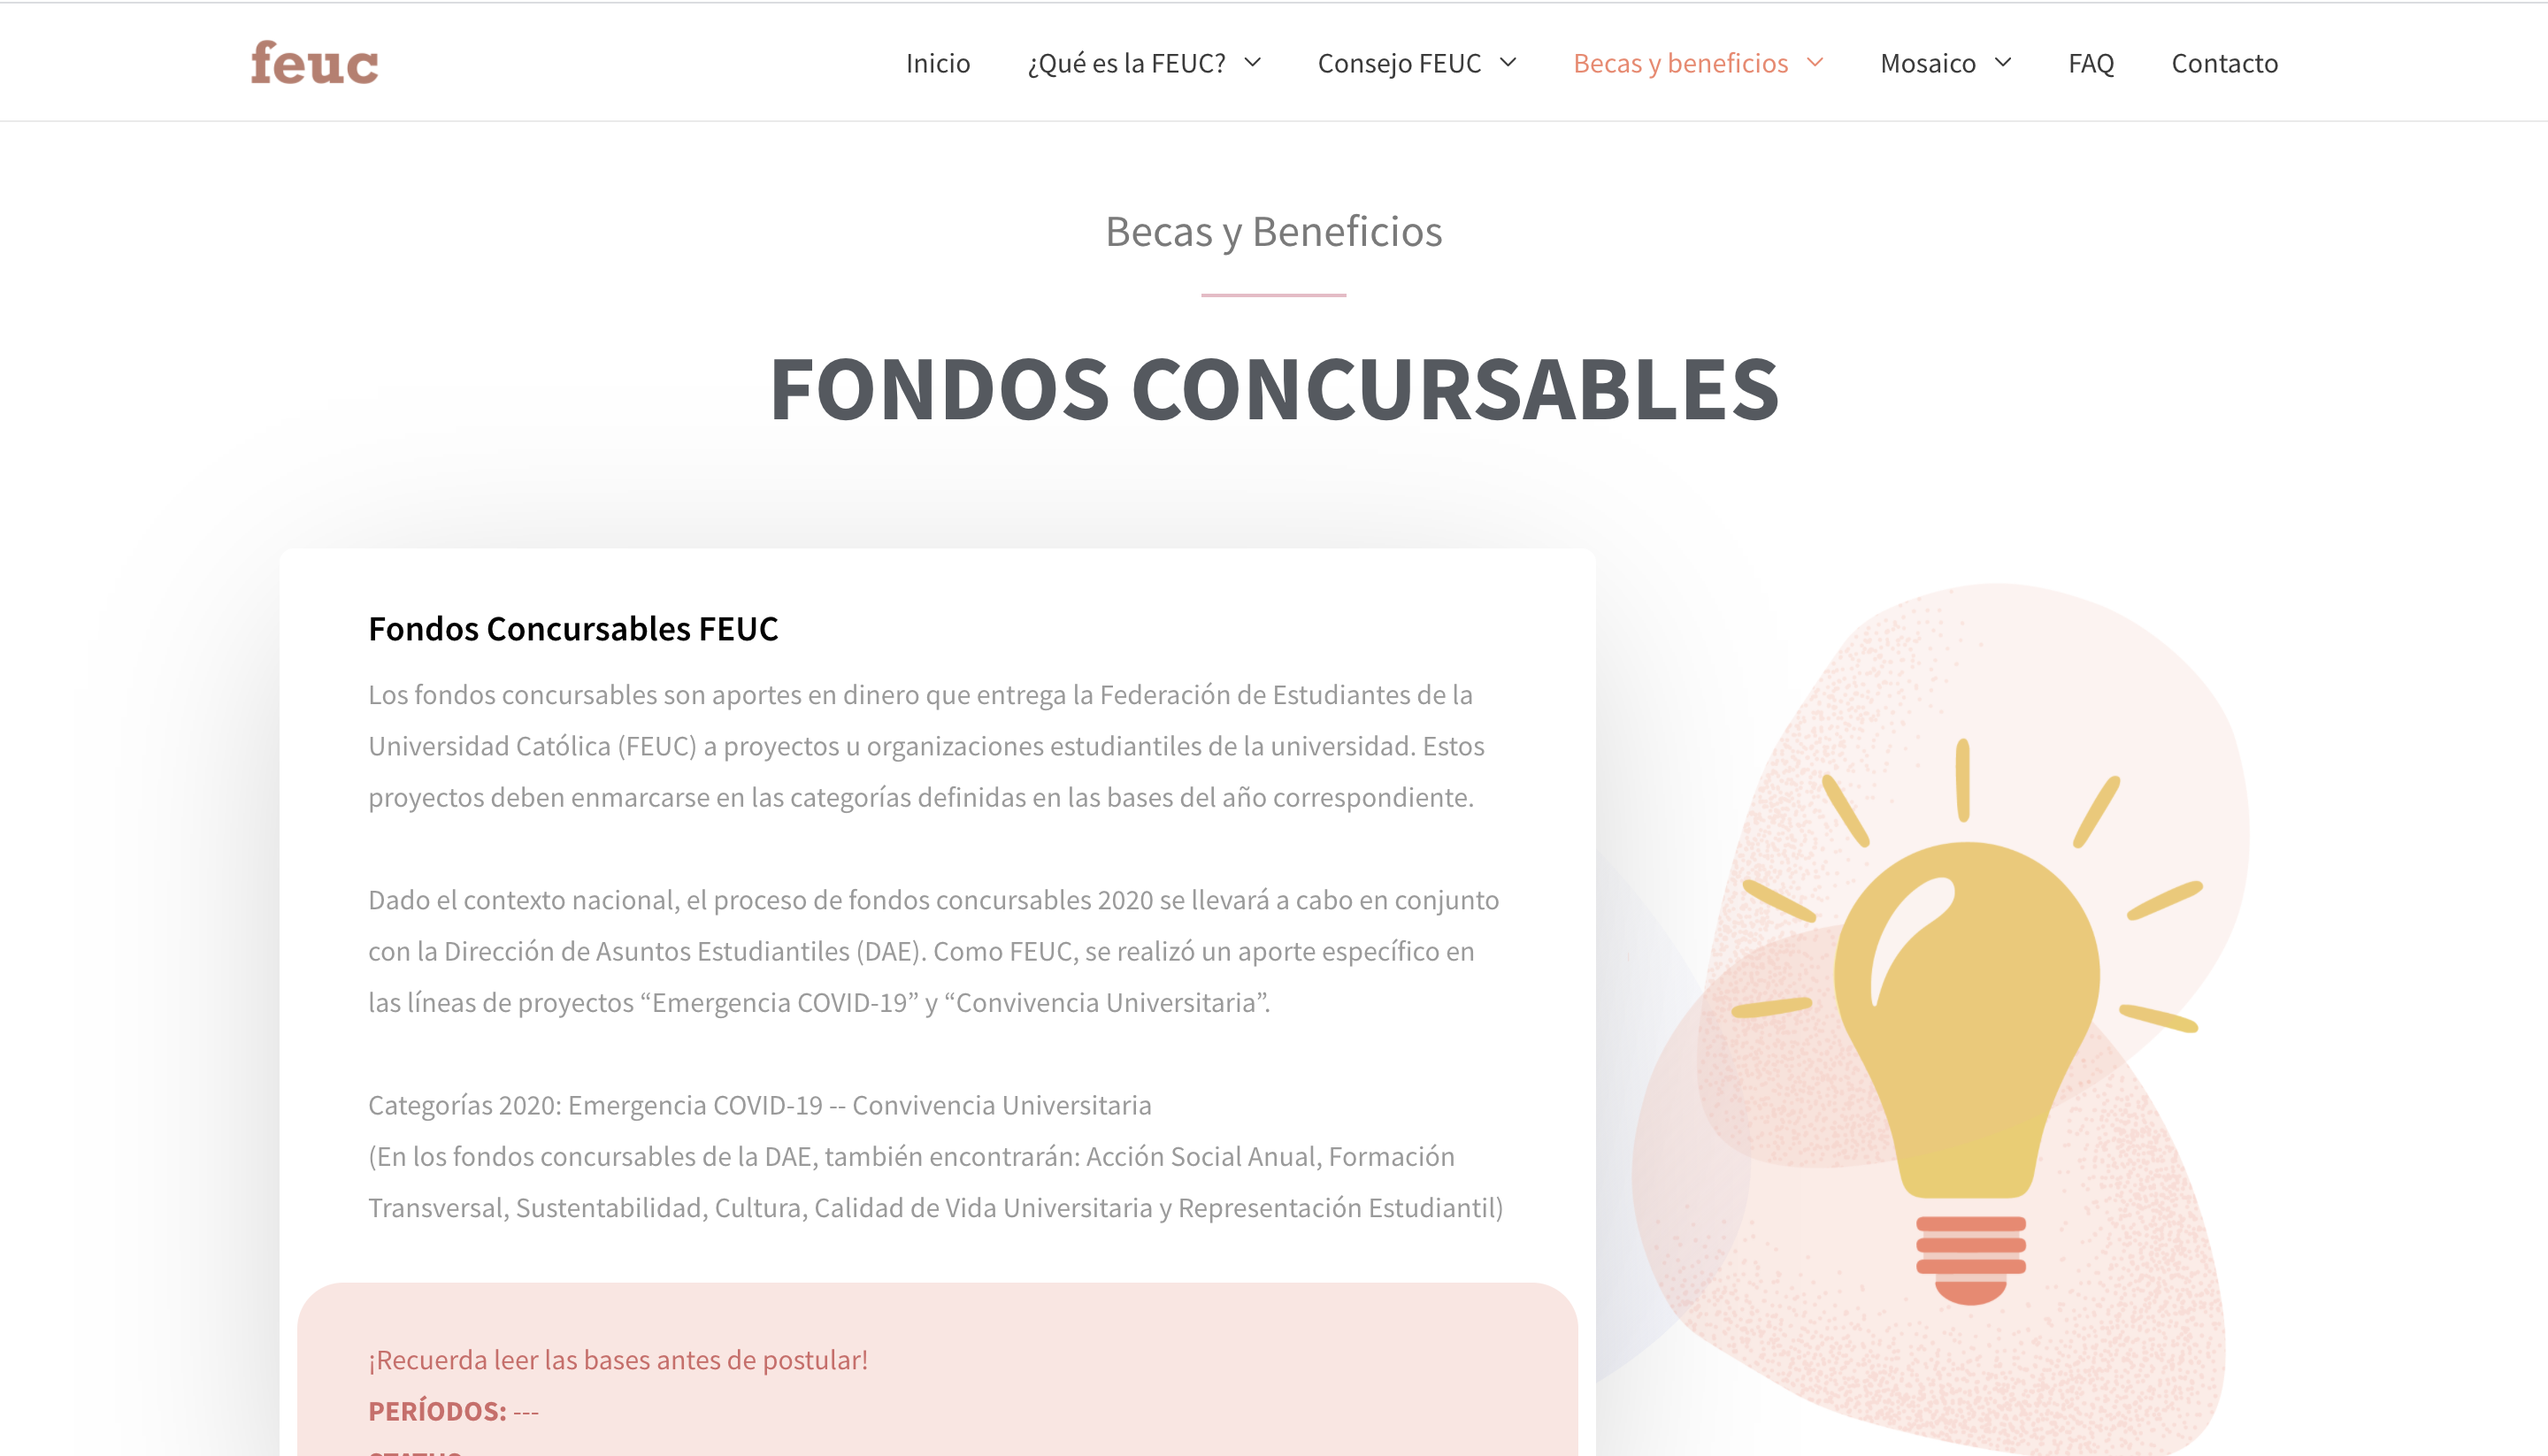 feuc
Inicio
¿Qué es la FEUC?
Consejo FEUC
Becas y beneficios
Mosaico
FAQ
Contacto
Becas y Beneficios
FONDOS CONCURSABLES
Fondos Concursables FEUC
Los fondos concursables son aportes en dinero que entrega la Federación de Estudiantes de la
Universidad Católica (FEUC) a proyectos u organizaciones estudiantiles de la universidad. Estos
proyectos deben enmarcarse en las categorías definidas en las bases del año correspondiente.
Dado el contexto nacional, el proceso de fondos concursables 2020 se llevará a cabo en conjunto
con la Dirección de Asuntos Estudiantiles (DAE). Como FEUC, se realizó un aporte específico en
las líneas de proyectos “Emergencia COVID-19” y “Convivencia Universitaria”.
Categorías 2020: Emergencia COVID-19 -- Convivencia Universitaria
(En los fondos concursables de la DAE, también encontrarán: Acción Social Anual, Formación
Transversal, Sustentabilidad, Cultura, Calidad de Vida Universitaria y Representación Estudiantil)
¡Recuerda leer las bases antes de postular!
PERÍODOS: ---